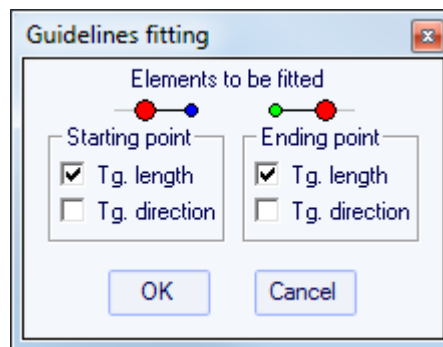 Guidelines fitting
Elements to be fitted
Starting point
Ending point
Tg. length
Tg. length
Tg. direction
Tg. direction
OK
Cancel